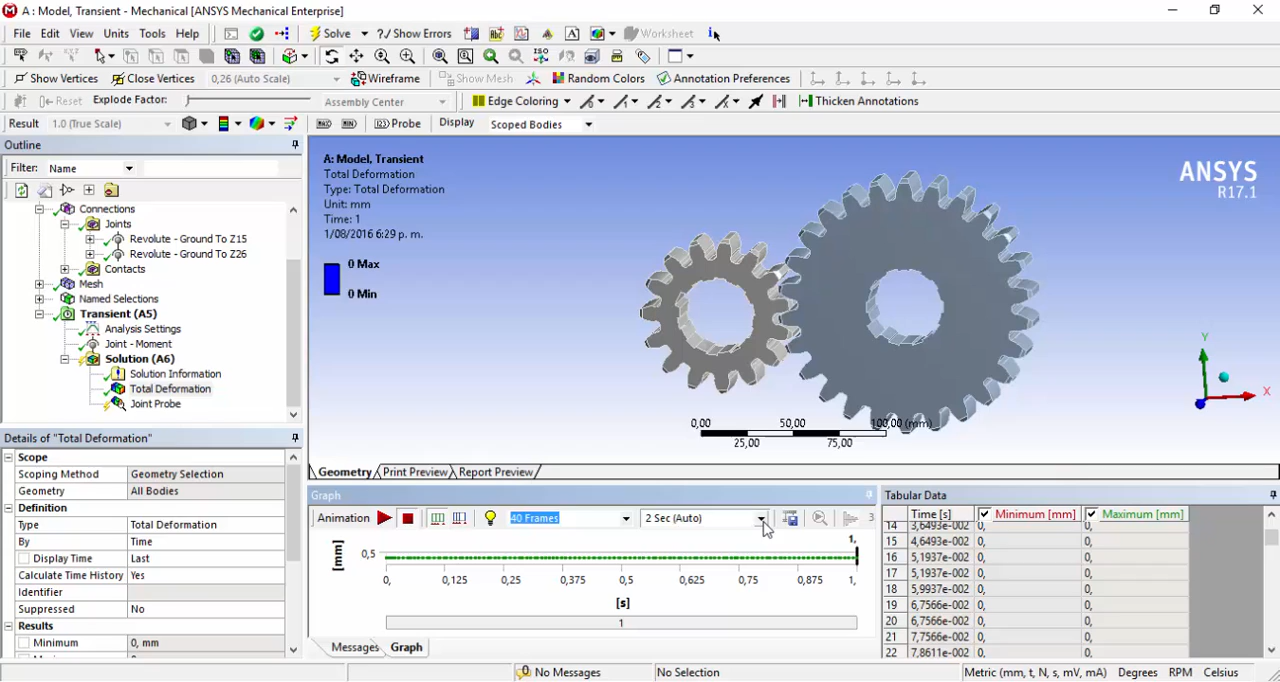 A : Model, Transient - Mechanical [ANSYS Mechanical Enterprise]
File Edit View Units Tools Help Solve ?/ Show Errors Worksheet
Show Vertices Close Vertices 0,26 (Auto Scale) Wireframe Show Mesh Random Colors Annotation Preferences
Reset Explode Factor: Assembly Center Edge Coloring Thicken Annotations
Result 1.0 (True Scale) MAX MIN Probe Display Scoped Bodies
Outline
Filter: Name
Connections
Joints
Revolute - Ground To Z15
Revolute - Ground To Z26
Contacts
Mesh
Named Selections
Transient (A5)
Analysis Settings
Joint - Moment
Solution (A6)
Solution Information
Total Deformation
Joint Probe
Details of "Total Deformation"
Scope
Scoping Method Geometry Selection
Geometry All Bodies
Definition
Type Total Deformation
By Time
Display Time Last
Calculate Time History Yes
Identifier
Suppressed No
Results
Minimum 0, mm
A: Model, Transient
Total Deformation
Type: Total Deformation
Unit: mm
Time: 1
1/08/2016 6:29 p. m.
0 Max
0 Min
ANSYS
R17.1
Y
X
0,00 50,00 100,00 (mm)
25,00 75,00
Geometry Print Preview Report Preview
Graph
Animation 40 Frames 2 Sec (Auto) 3
1,
[mm]
0,5
0, 0,125 0,25 0,375 0,5 0,625 0,75 0,875 1,
[s]
1
Messages Graph
Tabular Data
Time [s] Minimum [mm] Maximum [mm]
14 3,6493e-002 0, 0,
15 4,6493e-002 0, 0,
16 5,1937e-002 0, 0,
17 5,1937e-002 0, 0,
18 5,9937e-002 0, 0,
19 6,7566e-002 0, 0,
20 6,7566e-002 0, 0,
21 7,7566e-002 0, 0,
22 7,8611e-002 0, 0,
No Messages No Selection Metric (mm, t, N, s, mV, mA) Degrees RPM Celsius